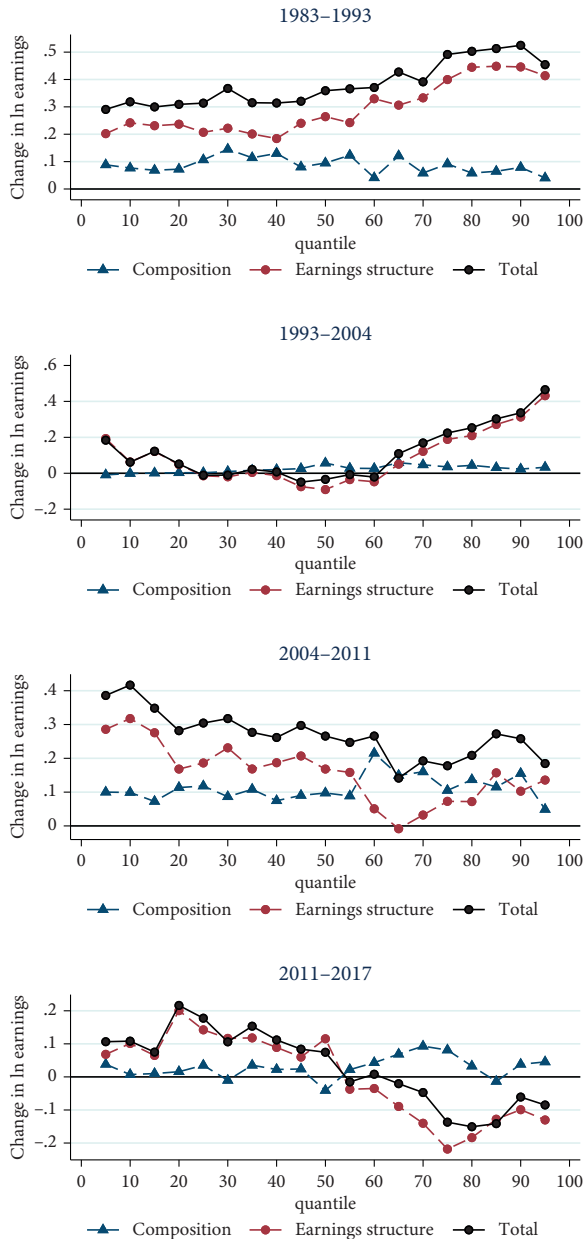 1983–1993
Change in ln earnings
.5
.4
.3
.2
.1
0
0 10 20 30 40 50 60 70 80 90 100
quantile
Composition Earnings structure Total
1993–2004
Change in ln earnings
.6
.4
.2
0
–.2
0 10 20 30 40 50 60 70 80 90 100
quantile
Composition Earnings structure Total
2004–2011
Change in ln earnings
.4
.3
.2
.1
0
0 10 20 30 40 50 60 70 80 90 100
quantile
Composition Earnings structure Total
2011–2017
Change in ln earnings
.2
.1
0
–.1
–.2
0 10 20 30 40 50 60 70 80 90 100
quantile
Composition Earnings structure Total